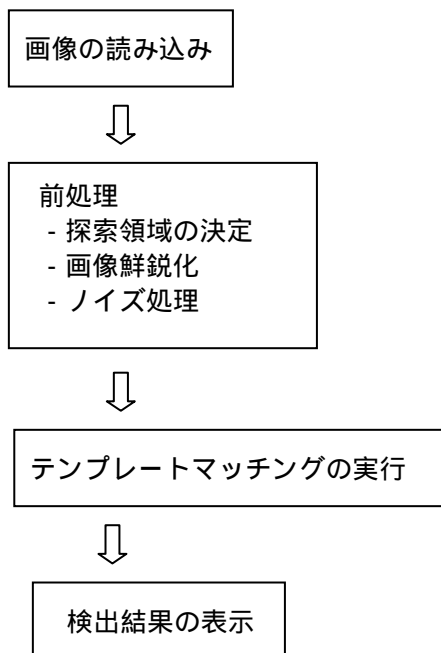 画像の読み込み
前処理
- 探索領域の決定
- 画像鮮鋭化
- ノイズ処理
テンプレートマッチングの実行
検出結果の表示